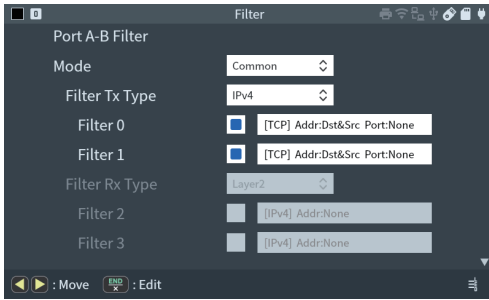 0 Filter
Port A-B Filter
Mode Common
Filter Tx Type IPv4
Filter 0 [TCP] Addr:Dst&Src Port:None
Filter 1 [TCP] Addr:Dst&Src Port:None
Filter Rx Type Layer2
Filter 2 [IPv4] Addr:None
Filter 3 [IPv4] Addr:None
: Move END × : Edit